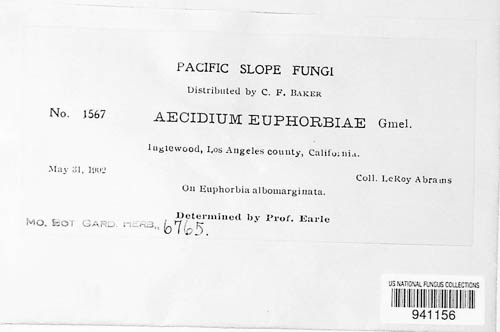 PACIFIC SLOPE FUNGI
Distributed by C. F. BAKER
No. 1567 AECIDIUM EUPHORBIAE Gmel.
Inglewood, Los Angeles county, California.
May 31, 1902 Coll. LeRoy Abrams
On Euphorbia albomarginata.
Determined by Prof. Earle
MO. BOT GARD. HERB., 6765.
US NATIONAL FUNGUS COLLECTIONS
941156